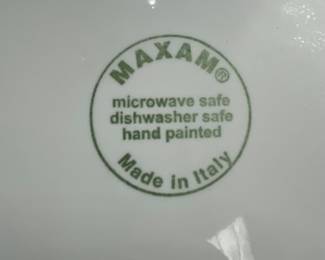 MAXAM®
microwave safe
dishwasher safe
hand painted
Made in Italy